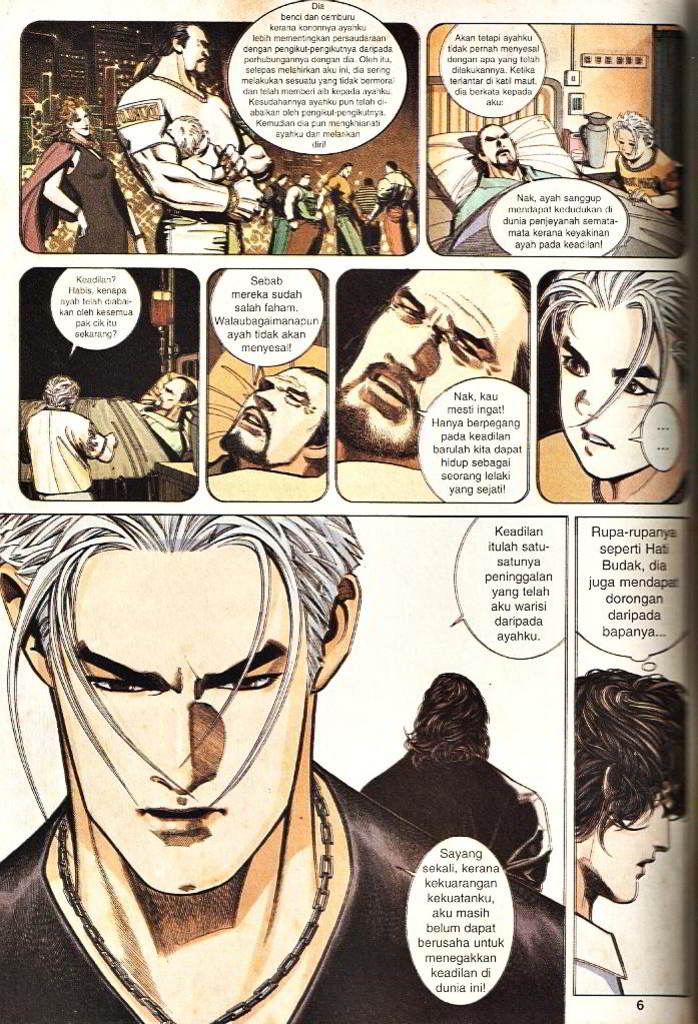 Dia
benci dan cemburu
kerana kononnya ayahku
lebih mementingkan persaudaraan
dengan pengikut-pengikutnya daripada
perhubungannya dengan dia. Oleh itu,
selepas melahirkan aku ini, dia sering
melakukan sesuatu yang tidak bermoral
dan telah memberi aib kepada ayahku.
Kesudahannya ayahku pun telah di-
abaikan oleh pengikut-pengikutnya.
Kemudian dia pun mengkhianati
ayahku dan melarikan
diri!
Akan tetapi ayahku
tidak pernah menyesal
dengan apa yang telah
dilakukannya. Ketika
terlantar di katil maut,
dia berkata kepada
aku:
Nak, ayah sanggup
mendapat kedudukan di
dunia penjeyanah semata-
mata kerana keyakinan
ayah pada keadilan!
Keadilan?
Habis, kenapa
ayah telah diabai-
kan oleh kesemua
pak cik itu
sekarang?
Sebab
mereka sudah
salah faham.
Walaubagaimanapun
ayah tidak akan
menyesal!
Nak, kau
mesti ingat!
Hanya berpegang
pada keadilan
barulah kita dapat
hidup sebagai
seorang lelaki
yang sejati!
...
...
Keadilan
itulah satu-
satunya
peninggalan
yang telah
aku warisi
daripada
ayahku.
Sayang
sekali, kerana
kekuarangan
kekuatanku,
aku masih
belum dapat
berusaha untuk
menegakkan
keadilan di
dunia ini!
Rupa-rupanya
seperti Hati
Budak, dia
juga mendapat
dorongan
daripada
bapanya...
6